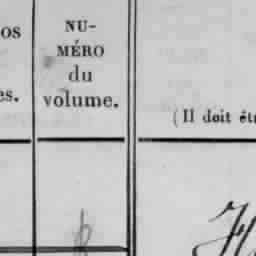 os
es.
NU-
MÉRO
du
volume.
(Il doit êt